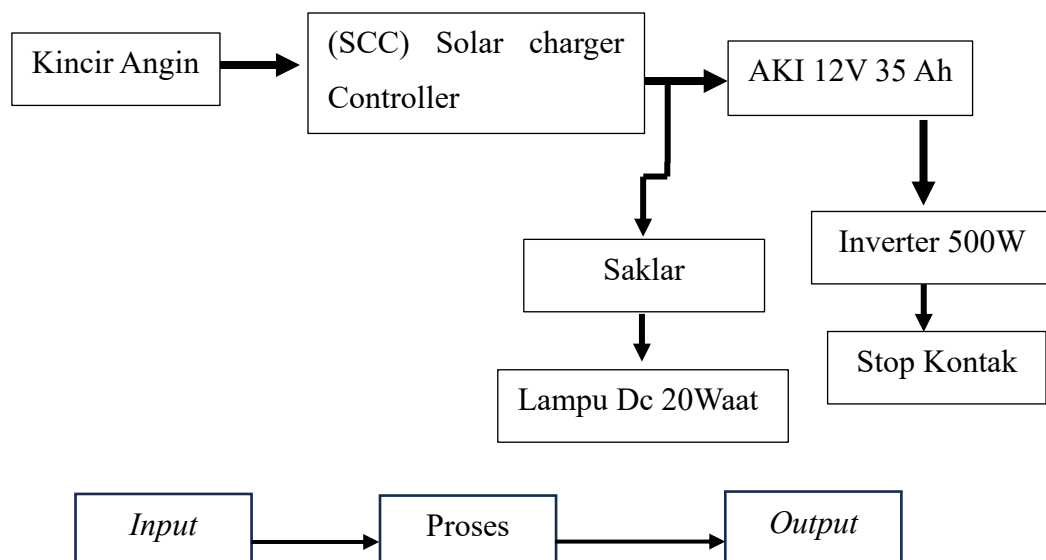 Kincir Angin
(SCC) Solar charger
Controller
AKI 12V 35 Ah
Saklar
Inverter 500W
Lampu Dc 20Waat
Stop Kontak
Input
Proses
Output